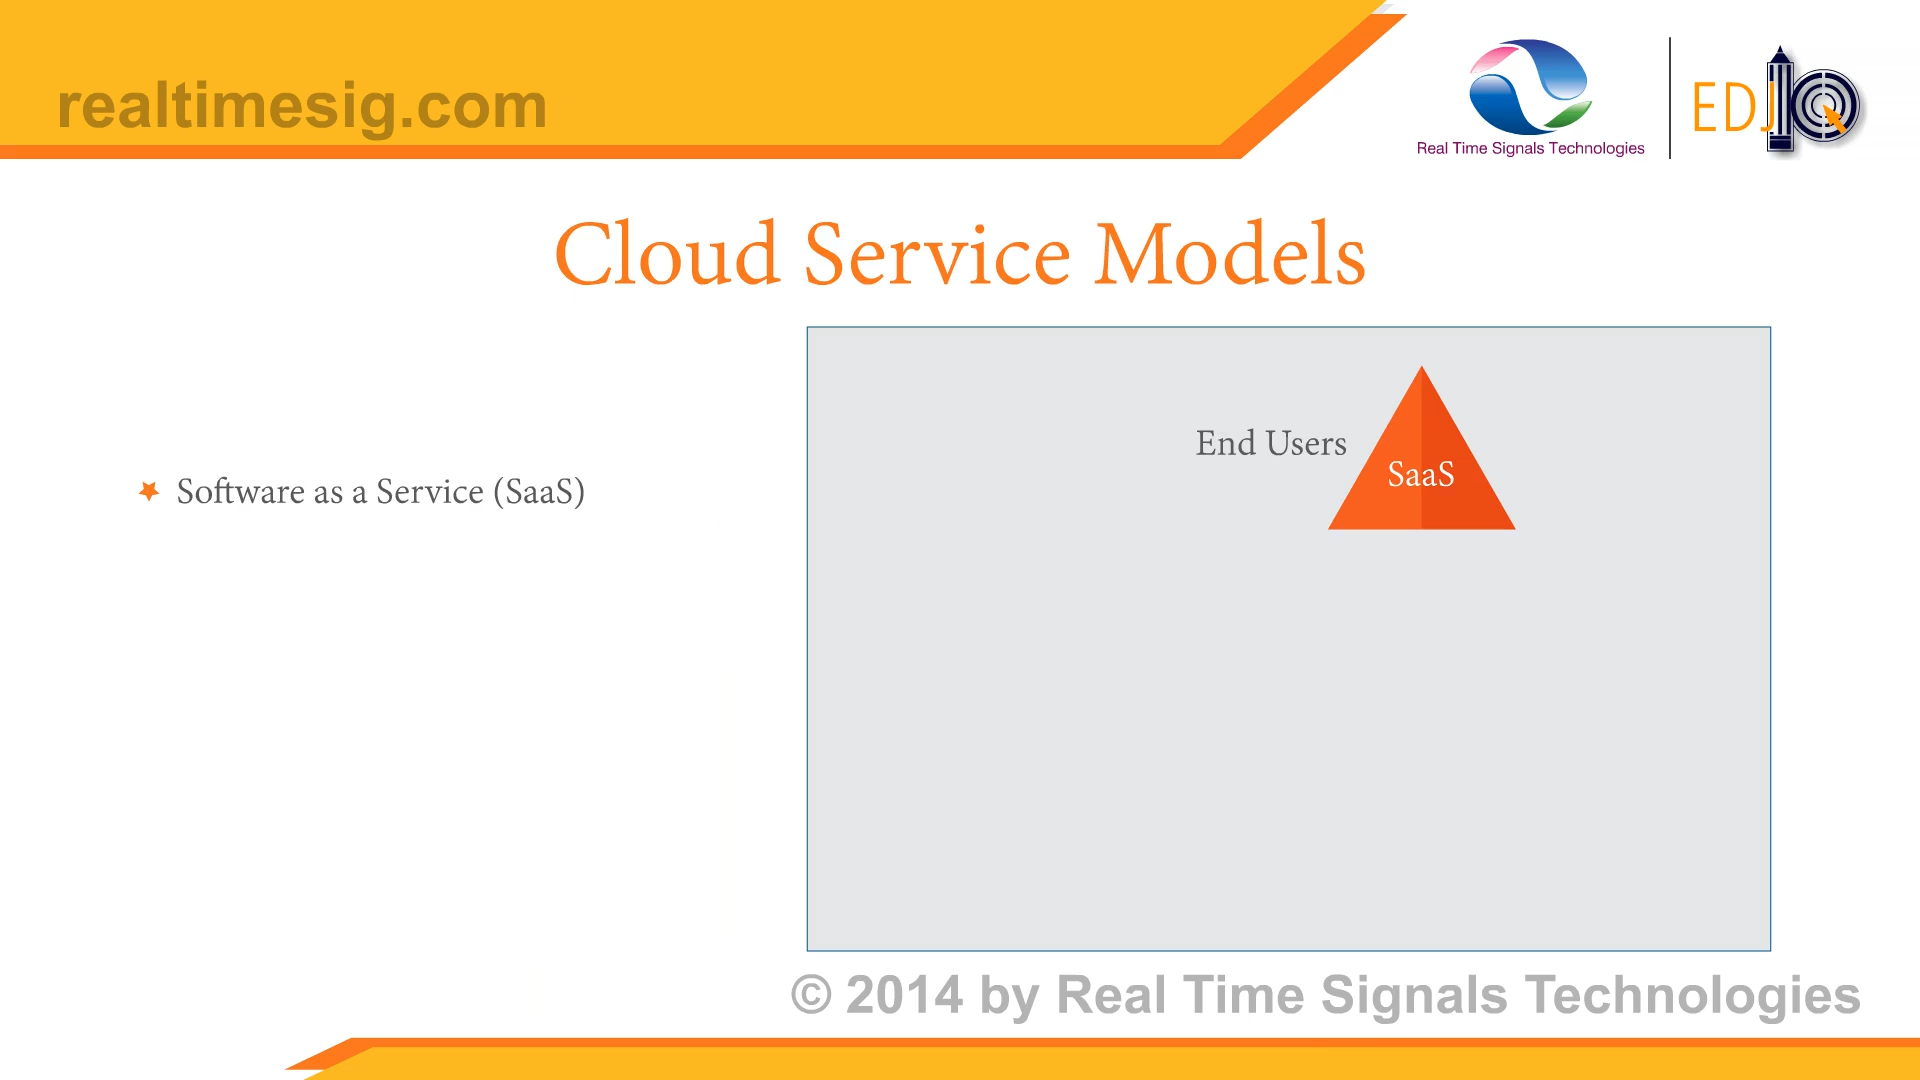 realtimesig.com
Real Time Signals Technologies
EDJ
Cloud Service Models
Software as a Service (SaaS)
End Users
SaaS
© 2014 by Real Time Signals Technologies